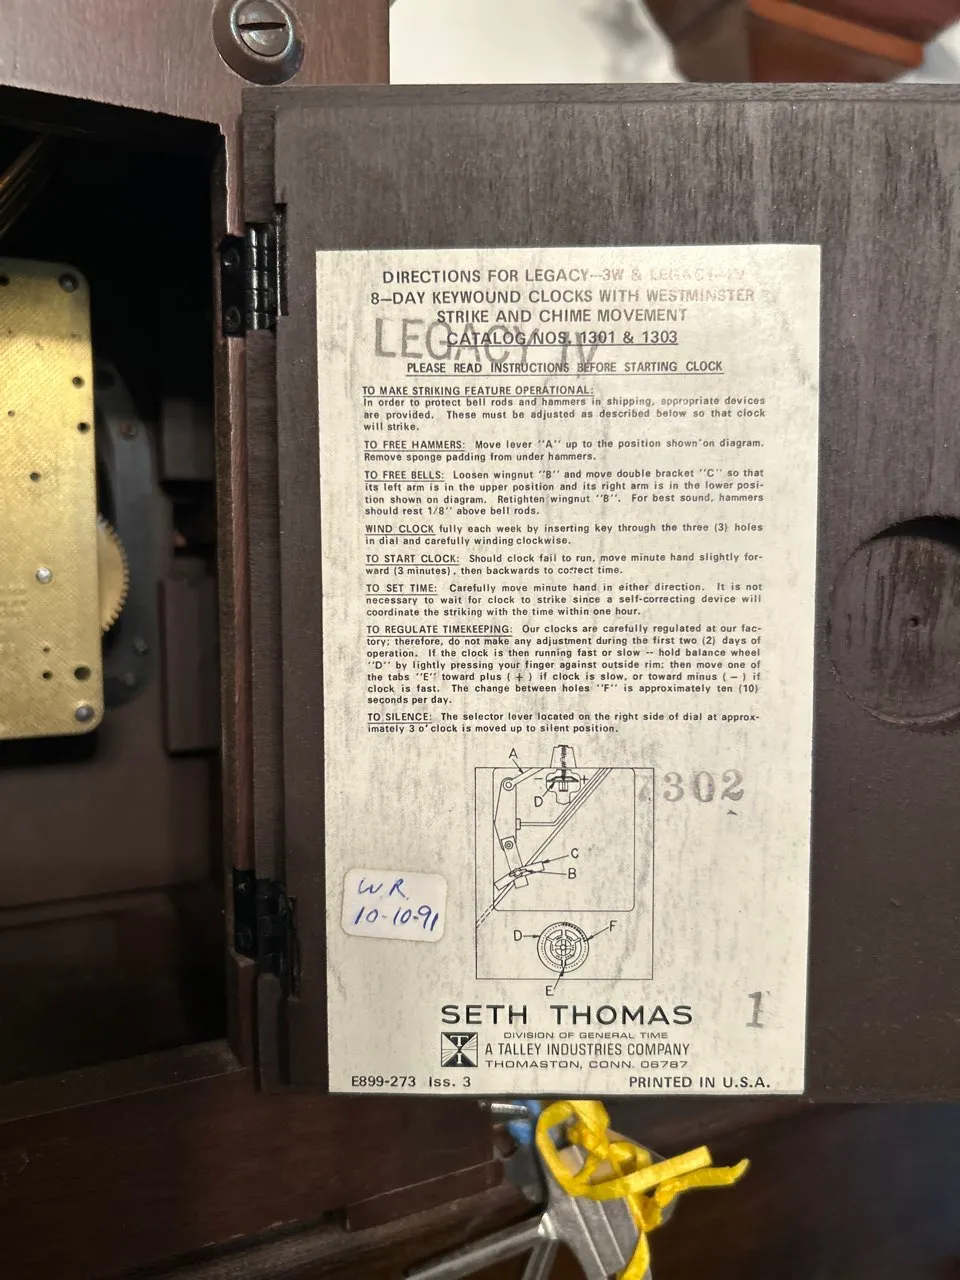 DIRECTIONS FOR LEGACY-3W & LEGACY-2W
8-DAY KEYWOUND CLOCKS WITH WESTMINSTER
STRIKE AND CHIME MOVEMENT
LEGACY IV
CATALOG NOS. 1301 & 1303
PLEASE READ INSTRUCTIONS BEFORE STARTING CLOCK
TO MAKE STRIKING FEATURE OPERATIONAL:
In order to protect bell rods and hammers in shipping, appropriate devices
are provided. These must be adjusted as described below so that clock
will strike.
TO FREE HAMMERS: Move lever "A" up to the position shown on diagram.
Remove sponge padding from under hammers.
TO FREE BELLS: Loosen wingnut "B" and move double bracket "C" so that
its left arm is in the upper position and its right arm is in the lower posi-
tion shown on diagram. Retighten wingnut "B". For best sound, hammers
should rest 1/8" above bell rods.
WIND CLOCK fully each week by inserting key through the three (3) holes
in dial and carefully winding clockwise.
TO START CLOCK: Should clock fail to run, move minute hand slightly for-
ward (3 minutes), then backwards to correct time.
TO SET TIME: Carefully move minute hand in either direction. It is not
necessary to wait for clock to strike since a self-correcting device will
coordinate the striking with the time within one hour.
TO REGULATE TIMEKEEPING: Our clocks are carefully regulated at our fac-
tory; therefore, do not make any adjustment during the first two (2) days of
operation. If the clock is then running fast or slow -- hold balance wheel
"D" by lightly pressing your finger against outside rim; then move one of
the tabs "E" toward plus (+) if clock is slow, or toward minus (-) if
clock is fast. The change between holes "F" is approximately ten (10)
seconds per day.
TO SILENCE: The selector lever located on the right side of dial at approx-
imately 3 o'clock is moved up to silent position.
A
- +
D
7302
C
B
W.R.
10-10-91
D F
E
SETH THOMAS
1
DIVISION OF GENERAL TIME
A TALLEY INDUSTRIES COMPANY
THOMASTON, CONN. 06787
E899-273 Iss. 3 PRINTED IN U.S.A.